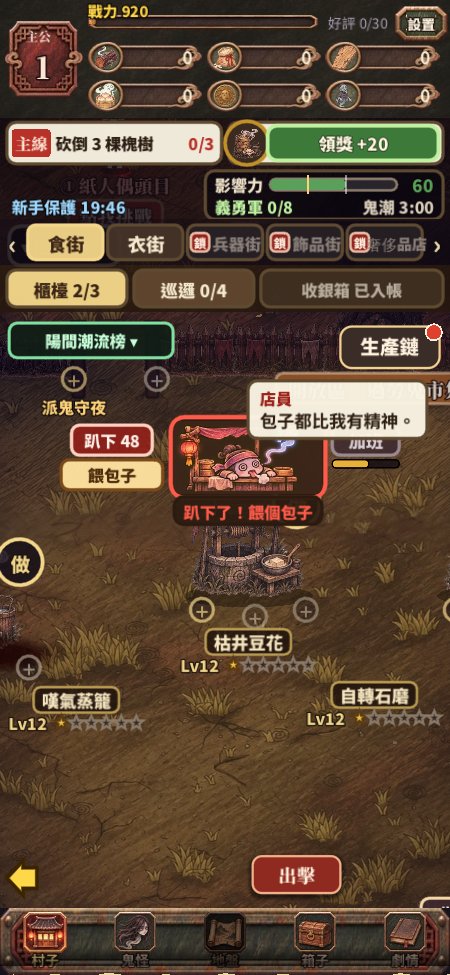 戰力 920
好評 0/30
設置
主公
1
0
0
0
0
0
0
主線 砍倒 3 棵槐樹 0/3
領獎 +20
紙人偶頭目
影響力 60
新手保護 19:46
義勇軍 0/8
鬼潮 3:00
‹ 食街
衣街
鎖 兵器街
鎖 飾品街
鎖 奢侈品店 ›
櫃檯 2/3
巡邏 0/4
收銀箱 已入帳
陽間潮流榜 ▾
生產鏈
派鬼守夜
店員
包子都比我有精神。
趴下 48
加班
餵包子
趴下了！餵個包子
做
枯井豆花
Lv12 ★☆☆☆☆☆
嘆氣蒸籠
Lv12 ★☆☆☆☆☆
自轉石磨
Lv12 ★☆☆☆☆☆
出擊
村子
鬼怪
地盤
箱子
劇情